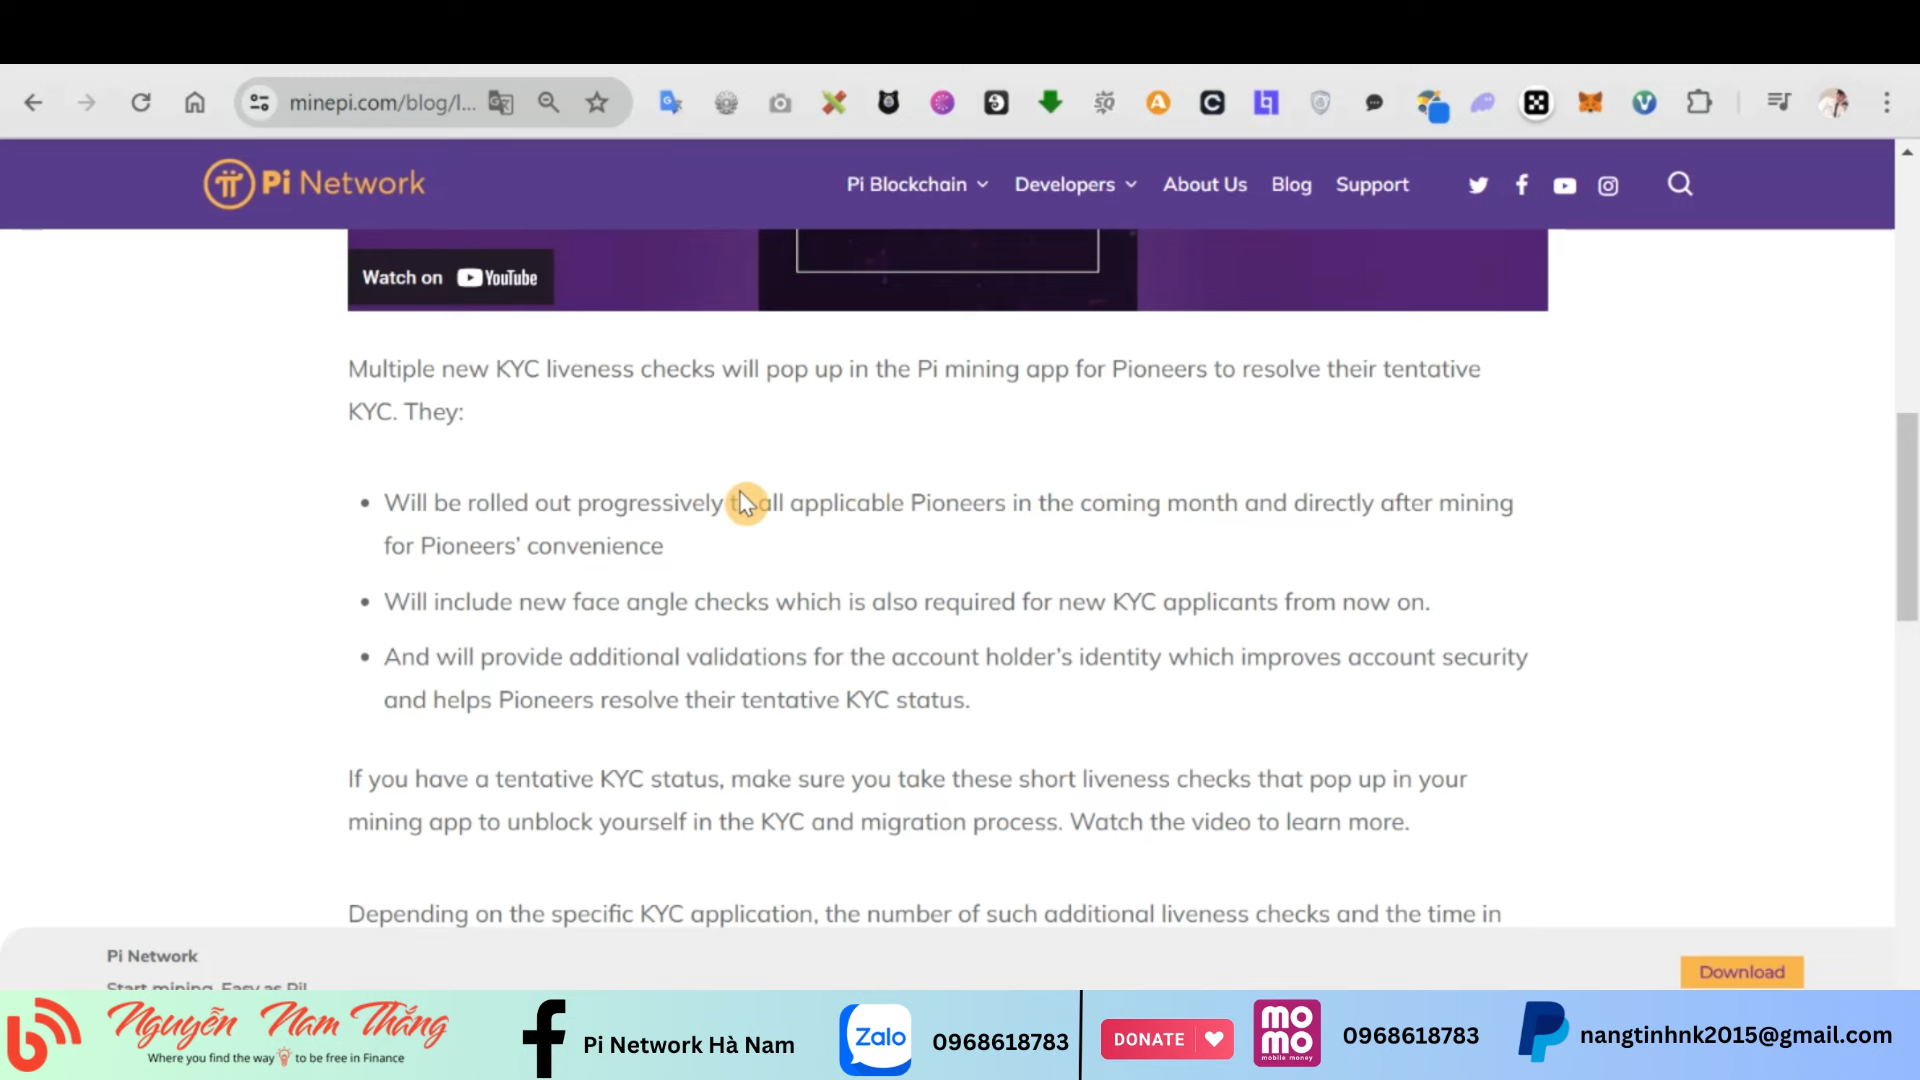 minepi.com/blog/l...
Pi Network
Pi Blockchain Developers About Us Blog Support
Watch on YouTube
Multiple new KYC liveness checks will pop up in the Pi mining app for Pioneers to resolve their tentative
KYC. They:
• Will be rolled out progressively all applicable Pioneers in the coming month and directly after mining
for Pioneers’ convenience
• Will include new face angle checks which is also required for new KYC applicants from now on.
• And will provide additional validations for the account holder’s identity which improves account security
and helps Pioneers resolve their tentative KYC status.
If you have a tentative KYC status, make sure you take these short liveness checks that pop up in your
mining app to unblock yourself in the KYC and migration process. Watch the video to learn more.
Depending on the specific KYC application, the number of such additional liveness checks and the time in
Pi Network
Start mining. Easy as Pi!
Download
Nguyễn Nam Thắng
Where you find the way to be free in Finance
Pi Network Hà Nam
Zalo
0968618783
DONATE
mo
mo
mobile money
0968618783
nangtinhnk2015@gmail.com